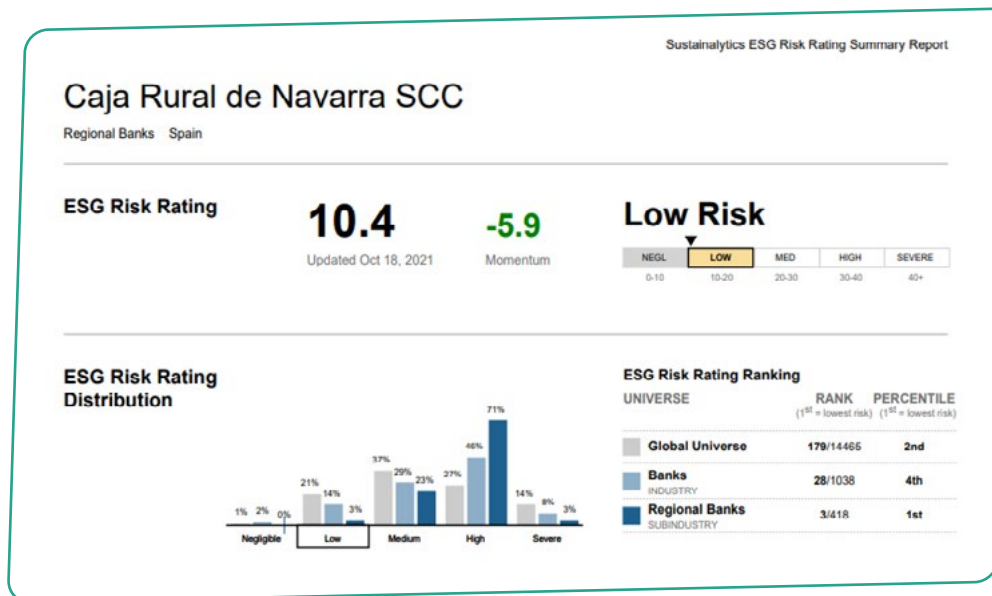 Sustainalytics ESG Risk Rating Summary Report
Caja Rural de Navarra SCC
Regional Banks Spain
ESG Risk Rating
10.4
Updated Oct 18, 2021
-5.9
Momentum
Low Risk
NEGL LOW MED HIGH SEVERE
0-10 10-20 20-30 30-40 40+
ESG Risk Rating
Distribution
1% 2% 0%
21% 14% 3%
37% 29% 23%
27% 46% 71%
14% 8% 3%
Negligible Low Medium High Severe
ESG Risk Rating Ranking
UNIVERSE RANK PERCENTILE
(1st = lowest risk) (1st = lowest risk)
Global Universe 179/14465 2nd
Banks 28/1038 4th
INDUSTRY
Regional Banks 3/418 1st
SUBINDUSTRY